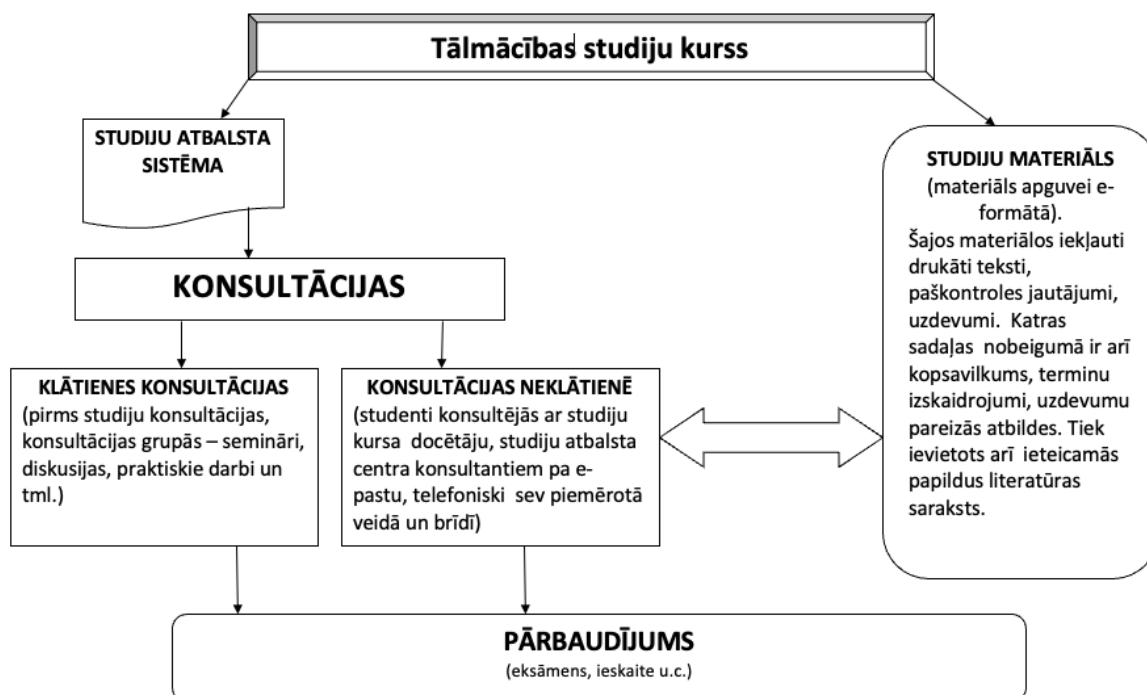 Tālmācības studiju kurss
STUDIJU ATBALSTA
SISTĒMA
KONSULTĀCIJAS
KLĀTIENES KONSULTĀCIJAS
(pirms studiju konsultācijas,
konsultācijas grupās – semināri,
diskusijas, praktiskie darbi un
tml.)
KONSULTĀCIJAS NEKLĀTIENĒ
(studenti konsultējās ar studiju
kursa docētāju, studiju atbalsta
centra konsultantiem pa e-
pastu, telefoniski sev piemērotā
veidā un brīdī)
STUDIJU MATERIĀLS
(materiāls apguvei e-
formātā).
Šajos materiālos iekļauti
drukāti teksti,
paškontroles jautājumi,
uzdevumi. Katras
sadaļas nobeigumā ir arī
kopsavilkums, terminu
izskaidrojumi, uzdevumu
pareizās atbildes. Tiek
ievietots arī ieteicamās
papildus literatūras
saraksts.
PĀRBAUDĪJUMS
(eksāmens, ieskaite u.c.)